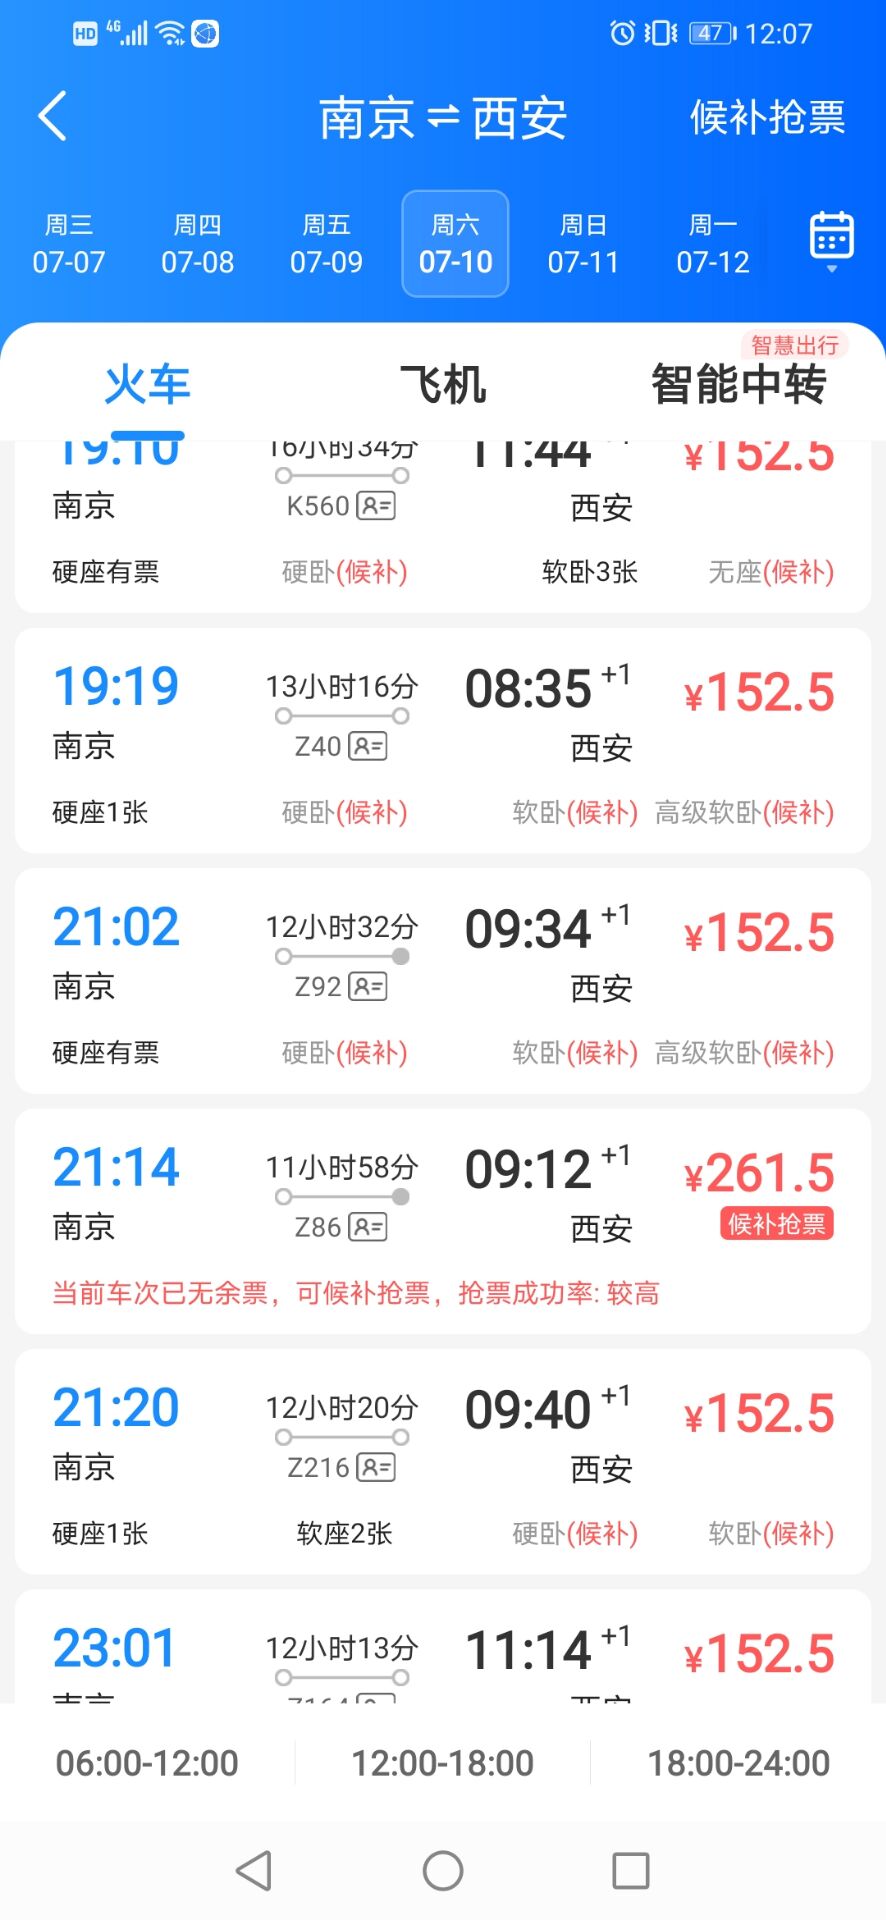 HD 4G 47 12:07
南京⇌西安 候补抢票
周三 周四 周五 周六 周日 周一
07-07 07-08 07-09 07-10 07-11 07-12
智慧出行
火车 飞机 智能中转
19:10 16小时34分 11:44 +1 ¥152.5
南京 K560 西安
硬座有票 硬卧(候补) 软卧3张 无座(候补)
19:19 13小时16分 08:35 +1 ¥152.5
南京 Z40 西安
硬座1张 硬卧(候补) 软卧(候补) 高级软卧(候补)
21:02 12小时32分 09:34 +1 ¥152.5
南京 Z92 西安
硬座有票 硬卧(候补) 软卧(候补) 高级软卧(候补)
21:14 11小时58分 09:12 +1 ¥261.5
南京 Z86 西安 候补抢票
当前车次已无余票，可候补抢票，抢票成功率: 较高
21:20 12小时20分 09:40 +1 ¥152.5
南京 Z216 西安
硬座1张 软座2张 硬卧(候补) 软卧(候补)
23:01 12小时13分 11:14 +1 ¥152.5
南京 Z164 西安
06:00-12:00 12:00-18:00 18:00-24:00